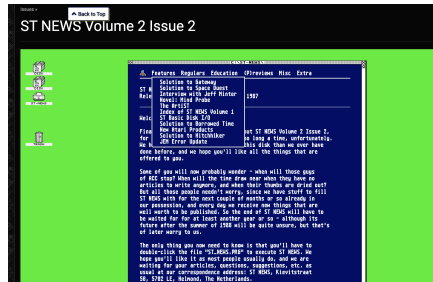 Issues »
Back to Top
ST NEWS Volume 2 Issue 2
ST-NEWS
Features Regulars Education (P)reviews Misc Extra
Solution to Gateway
Solution to Space Quest
Interview with Jeff Minter
Novel: Mind Probe
The ArtiST
Index of ST NEWS Volume 1
ST Basic Disk I/O
Solution to Borrowed Time
New Atari Products
Solution to Hitchhiker
JEM Error Update
ST N
Rele 1987
Welc
Fina out ST NEWS Volume 2 Issue 2,
for so long a time, unfortunately.
We h this disk than we ever have
done before, and we hope you'll like all the things that are
offered to you.
Some of you will now probably wonder - when will those guys
of ACC stop? When will the time draw near when they have no
articles to write anymore, and when their thumbs are dried out?
But all those people needn't worry, since we have stuff to fill
ST NEWS for the next couple of months or so already in
our possession, and every day we receive new things that are
well worth to be published. So the end of ST NEWS will have to
be waited for for at least another year or so - although its
future after the summer of 1988 will be quite unsure, but that's
of later worry to us.
The only thing you now need to know is that you'll have to
double-click the file "ST.NEWS.PRG" to execute ST NEWS. We
hope you'll like it as most people usually do, and we are
waiting for your articles, questions, suggestions, etc. as
usual at our correspondence address: ST NEWS, Kievitstraat
50, 5702 LE, Helmond, The Netherlands.